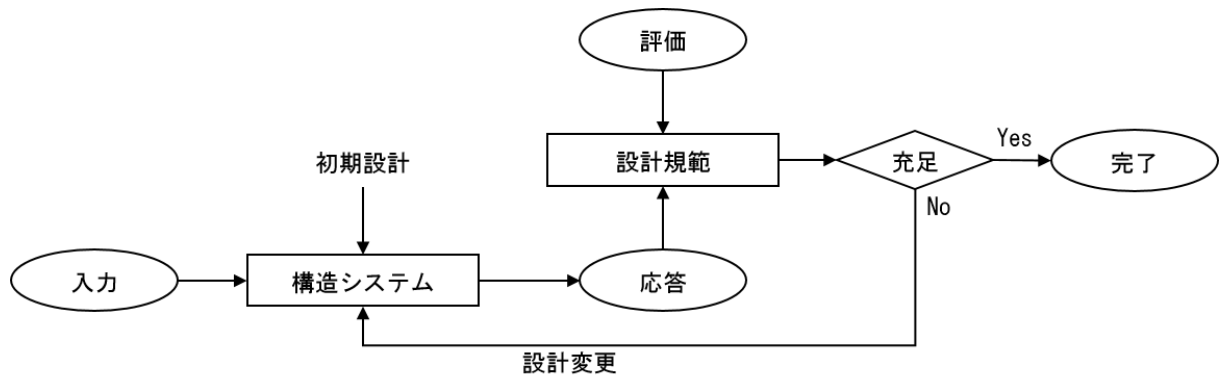 評価
初期設計
設計規範
充足
Yes
完了
No
入力
構造システム
応答
設計変更